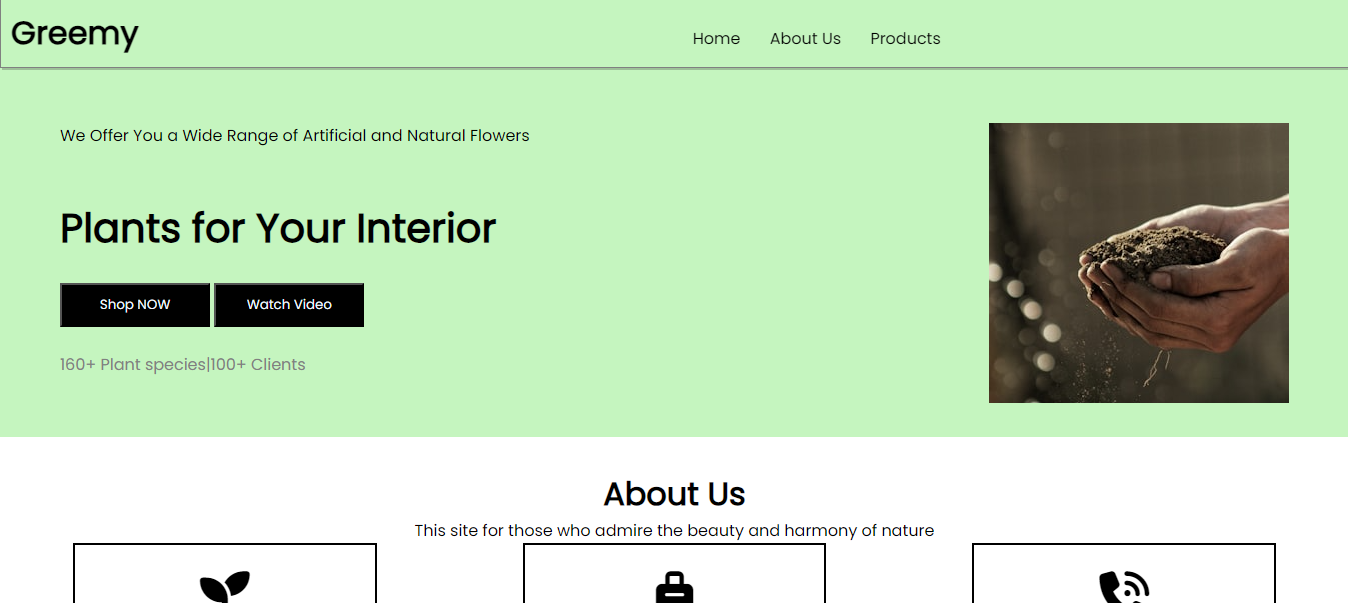 Greemy
Home About Us Products
We Offer You a Wide Range of Artificial and Natural Flowers
Plants for Your Interior
Shop NOW Watch Video
160+ Plant species|100+ Clients
About Us
This site for those who admire the beauty and harmony of nature